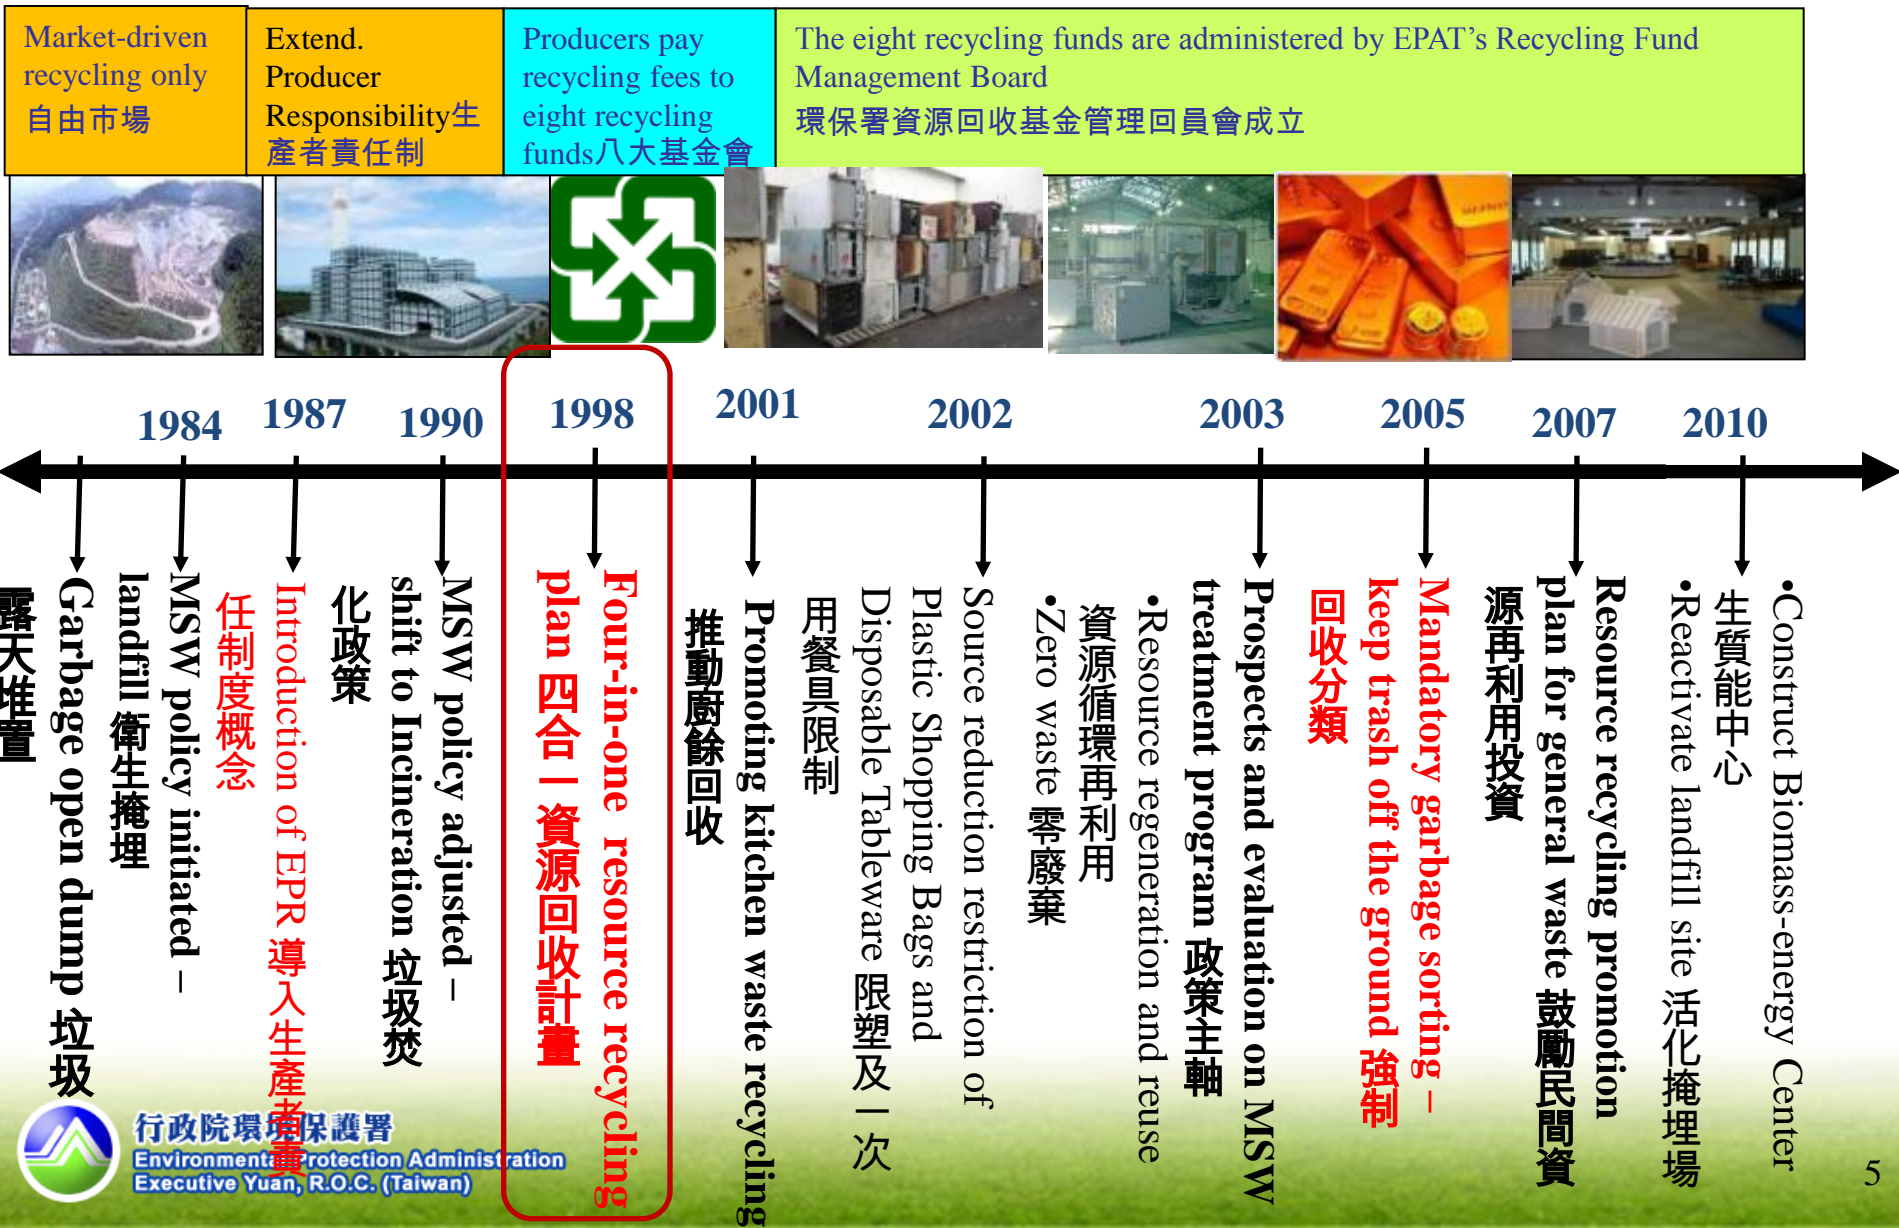 Market-driven
recycling only
自由市場
Extend.
Producer
Responsibility生
產者責任制
Producers pay
recycling fees to
eight recycling
funds八大基金會
The eight recycling funds are administered by EPAT’s Recycling Fund
Management Board
環保署資源回收基金管理回員會成立
1984
1987
1990
1998
2001
2002
2003
2005
2007
2010
Garbage open dump 垃圾
露天堆置
MSW policy initiated –
landfill 衛生掩埋
Introduction of EPR 導入生產者責
任制度概念
MSW policy adjusted –
shift to Incineration 垃圾焚
化政策
Four-in-one resource recycling
plan 四合一資源回收計畫
Promoting kitchen waste recycling
推動廚餘回收
Source reduction restriction of
Plastic Shopping Bags and
Disposable Tableware 限塑及一次
用餐具限制
Prospects and evaluation on MSW
treatment program 政策主軸
•Resource regeneration and reuse
資源循環再利用
•Zero waste 零廢棄
Mandatory garbage sorting –
keep trash off the ground 強制
回收分類
Resource recycling promotion
plan for general waste 鼓勵民間資
源再利用投資
•Construct Biomass-energy Center
生質能中心
•Reactivate landfill site 活化掩埋場
行政院環境保護署
Environmental Protection Administration
Executive Yuan, R.O.C. (Taiwan)
5